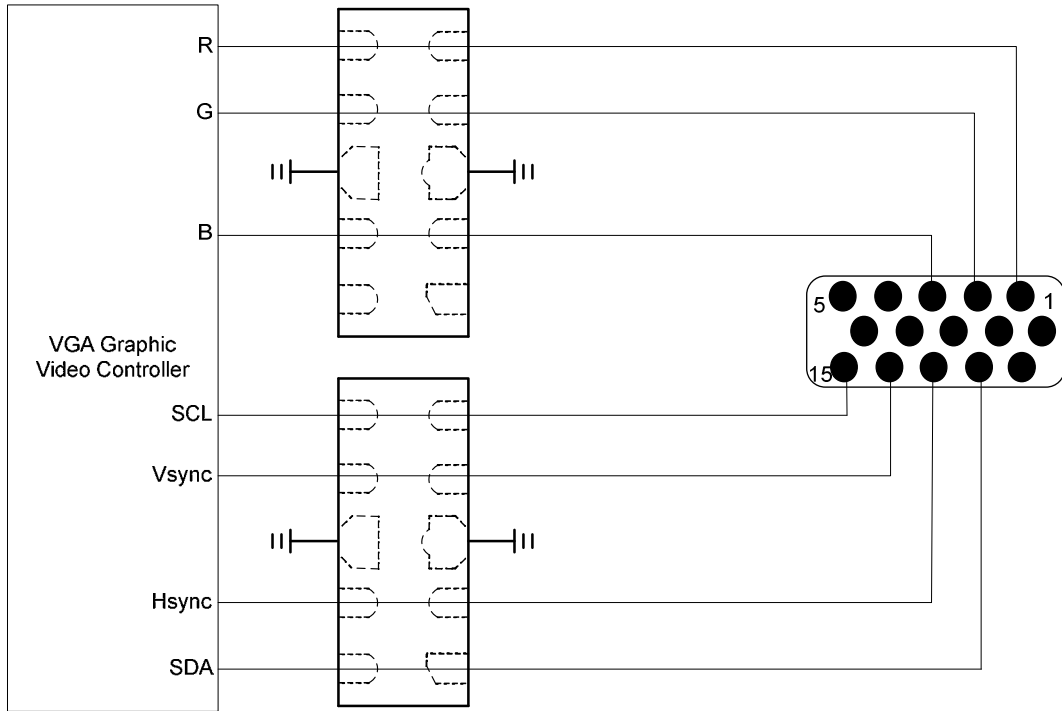 R
G
B
5
1
VGA Graphic
Video Controller
15
SCL
Vsync
Hsync
SDA